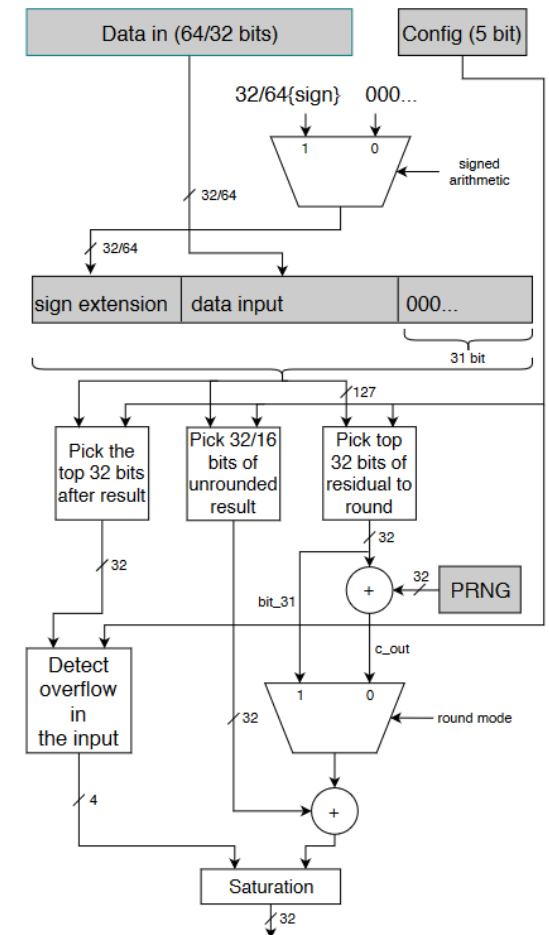 Data in (64/32 bits)
Config (5 bit)
32/64{sign}
000...
1
0
signed
arithmetic
32/64
32/64
sign extension
data input
000...
31 bit
127
Pick the
top 32 bits
after result
Pick 32/16
bits of
unrounded
result
Pick top
32 bits of
residual to
round
32
32
+
32
PRNG
bit_31
c_out
Detect
overflow
in
the input
1
0
round mode
32
4
+
Saturation
32